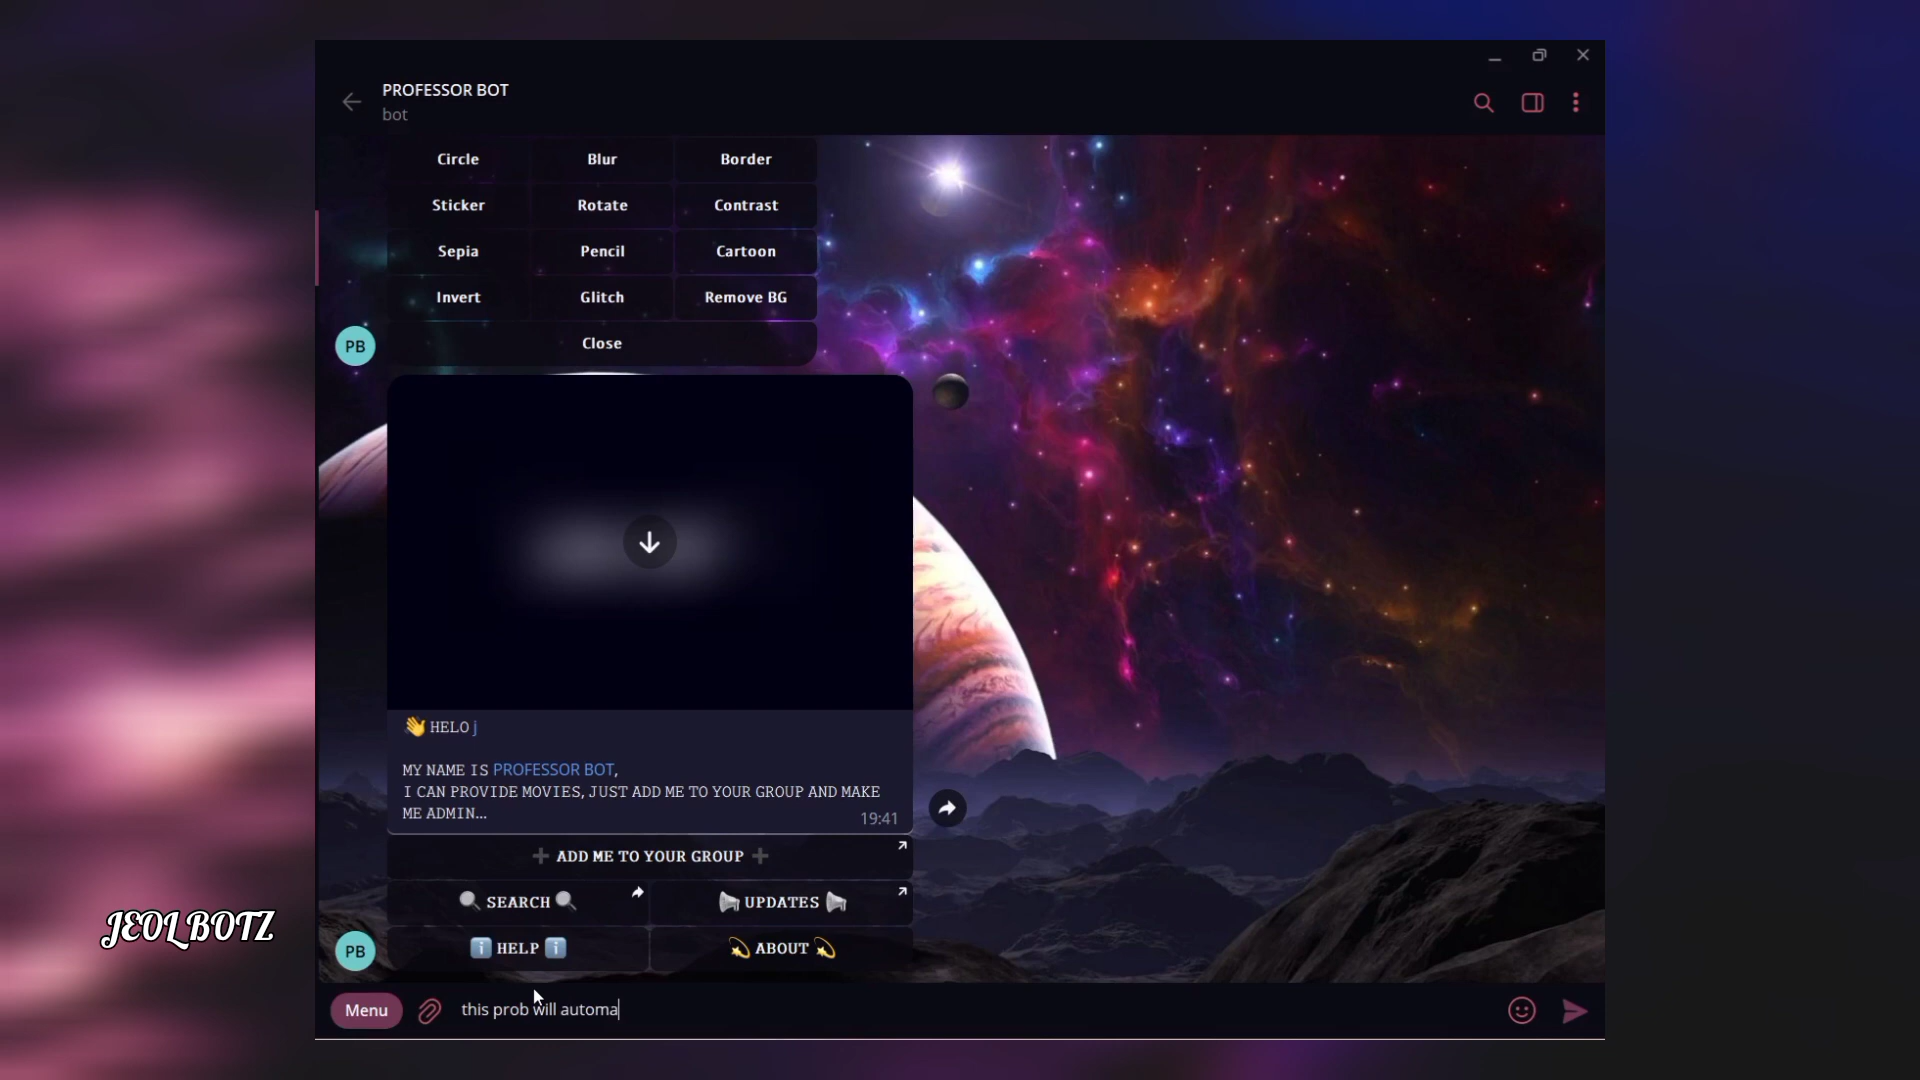 PROFESSOR BOT
bot
Circle Blur Border
Sticker Rotate Contrast
Sepia Pencil Cartoon
Invert Glitch Remove BG
PB Close
👋 HELO j
MY NAME IS PROFESSOR BOT,
I CAN PROVIDE MOVIES, JUST ADD ME TO YOUR GROUP AND MAKE
ME ADMIN...
19:41
➕ ADD ME TO YOUR GROUP ➕
🔍 SEARCH 🔍 📢 UPDATES 📢
JEOL BOTZ
PB ℹ️ HELP ℹ️ 💫 ABOUT 💫
Menu this prob will automa